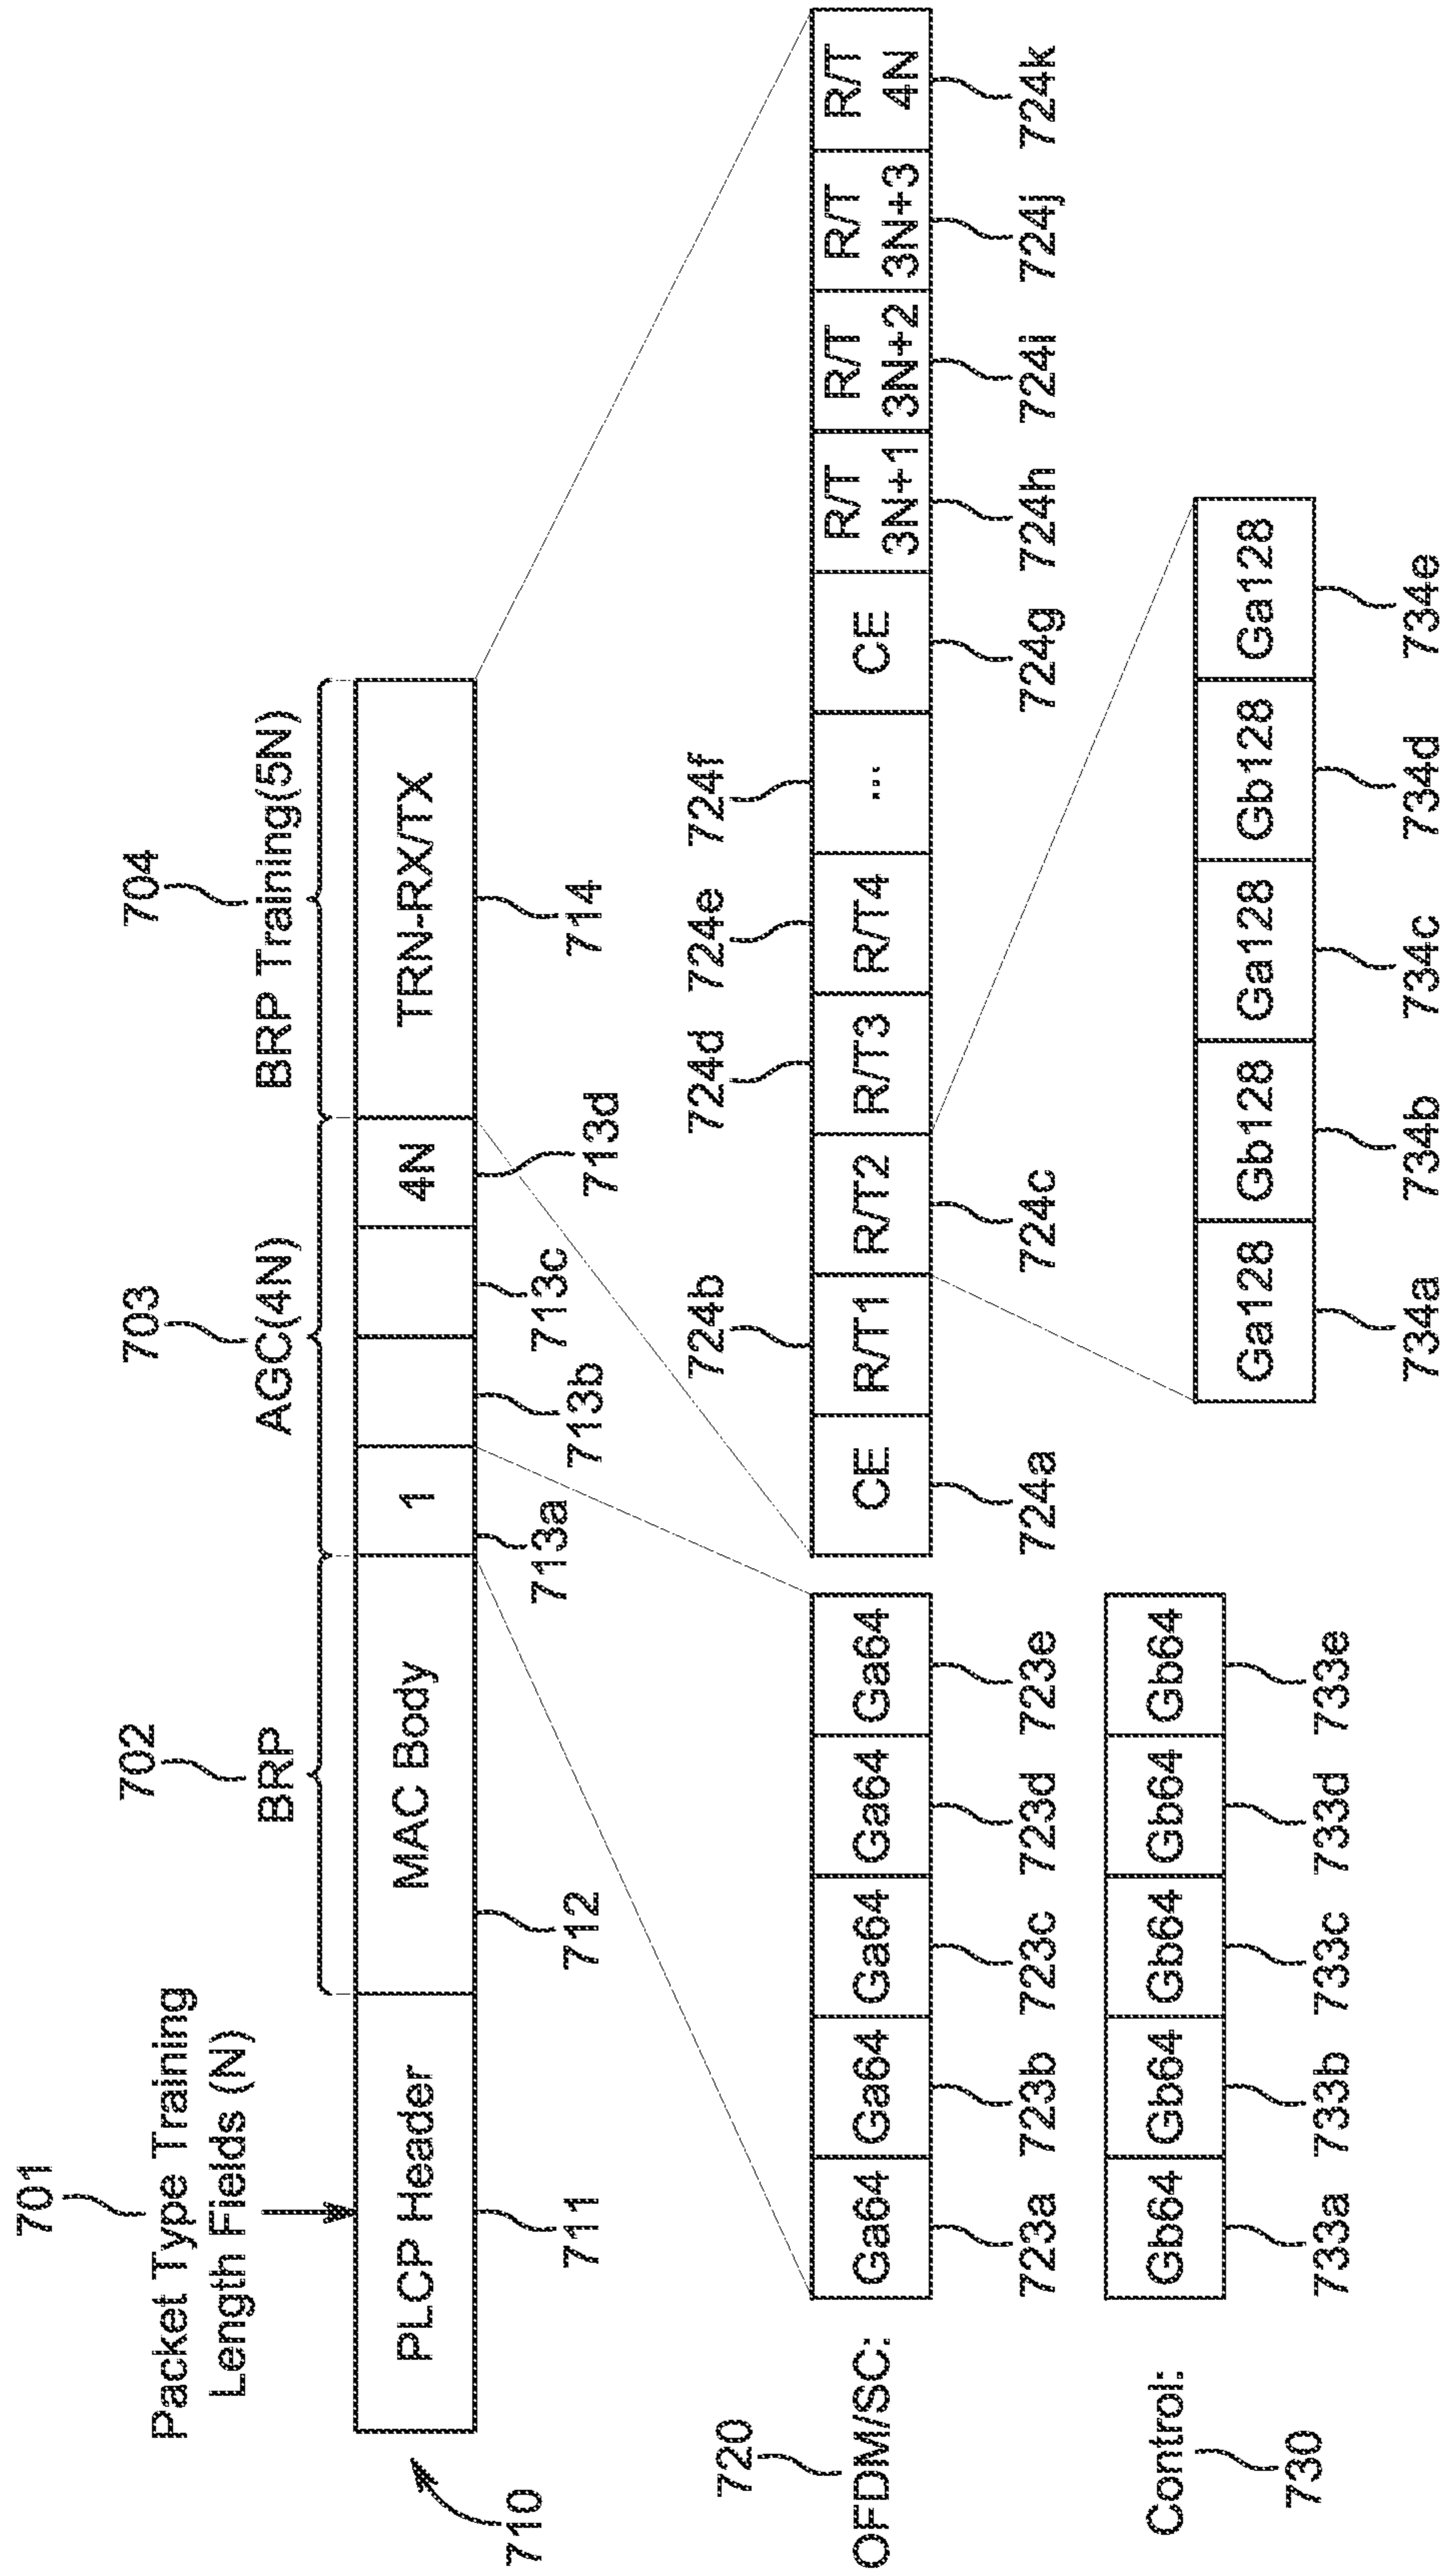 701
Packet Type Training
Length Fields (N)
702
BRP
703
AGC(4N)
704
BRP Training(5N)
710
PLCP Header
MAC Body
1
4N
TRN-RX/TX
711
712
713a
713b
713c
713d
714
720
OFDM/SC:
Ga64
Ga64
Ga64
Ga64
Ga64
723a
723b
723c
723d
723e
724b
724d
724e
724f
CE
R/T1
R/T2
R/T3
R/T4
...
CE
R/T
3N+1
R/T
3N+2
R/T
3N+3
R/T
4N
724a
724c
724g
724h
724i
724j
724k
Control:
730
Gb64
Gb64
Gb64
Gb64
Gb64
733a
733b
733c
733d
733e
Ga128
Gb128
Ga128
Gb128
Ga128
734a
734b
734c
734d
734e